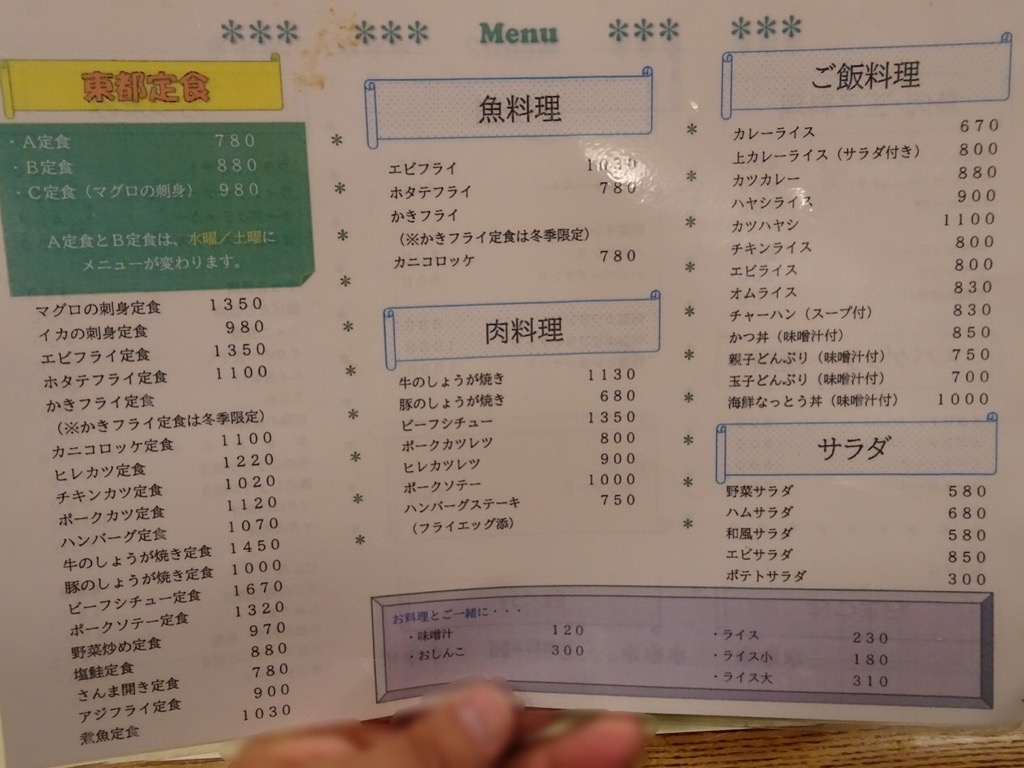 *** *** Menu *** ***
東都定食
・A定食 780
・B定食 880
・C定食（マグロの刺身） 980
A定食とB定食は、水曜／土曜に
メニューが変わります。
マグロの刺身定食 1350
イカの刺身定食 980
エビフライ定食 1350
ホタテフライ定食 1100
かきフライ定食
（※かきフライ定食は冬季限定）
カニコロッケ定食 1100
ヒレカツ定食 1220
チキンカツ定食 1020
ポークカツ定食 1120
ハンバーグ定食 1070
牛のしょうが焼き定食 1450
豚のしょうが焼き定食 1000
ビーフシチュー定食 1670
ポークソテー定食 1320
野菜炒め定食 970
塩鮭定食 880
さんま開き定食 780
アジフライ定食 900
煮魚定食 1030
魚料理
エビフライ 1030
ホタテフライ 780
かきフライ
（※かきフライ定食は冬季限定）
カニコロッケ 780
肉料理
牛のしょうが焼き 1130
豚のしょうが焼き 680
ビーフシチュー 1350
ポークカツレツ 800
ヒレカツレツ 900
ポークソテー 1000
ハンバーグステーキ 750
（フライエッグ添）
ご飯料理
カレーライス 670
上カレーライス（サラダ付き） 800
カツカレー 880
ハヤシライス 900
カツハヤシ 1100
チキンライス 800
エビライス 800
オムライス 830
チャーハン（スープ付） 830
かつ丼（味噌汁付） 850
親子どんぶり（味噌汁付） 750
玉子どんぶり（味噌汁付） 700
海鮮なっとう丼（味噌汁付） 1000
サラダ
野菜サラダ 580
ハムサラダ 680
和風サラダ 580
エビサラダ 850
ポテトサラダ 300
お料理とご一緒に・・・
・味噌汁 120
・おしんこ 300
・ライス 230
・ライス小 180
・ライス大 310